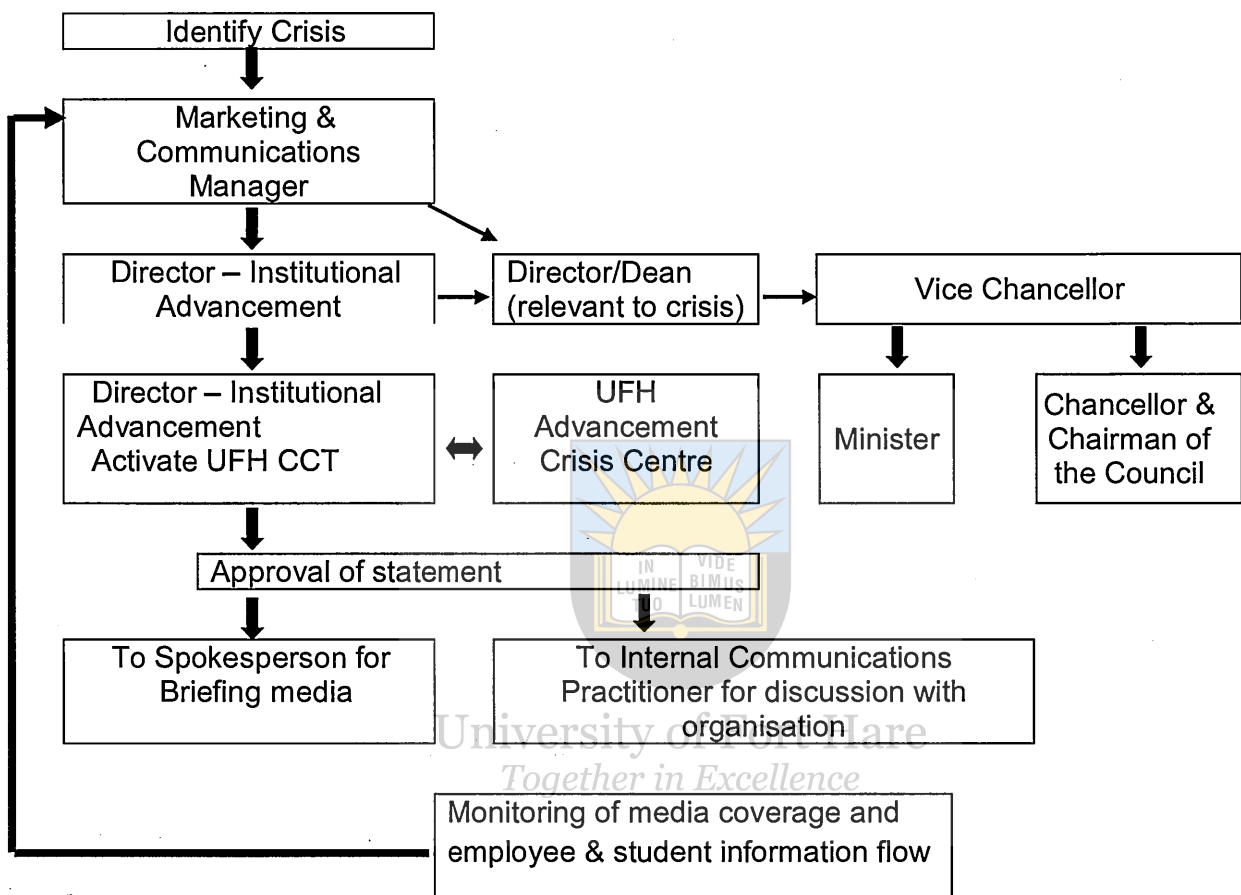 Identify Crisis
Marketing &
Communications
Manager
Director – Institutional
Advancement
Director/Dean
(relevant to crisis)
Vice Chancellor
Director – Institutional
Advancement
Activate UFH CCT
UFH
Advancement
Crisis Centre
Minister
Chancellor &
Chairman of
the Council
Approval of statement
IN
LUMINE
TUO
VIDE
BIMUS
LUMEN
To Spokesperson for
Briefing media
To Internal Communications
Practitioner for discussion with
organisation
University of Fort Hare
Together in Excellence
Monitoring of media coverage and
employee & student information flow